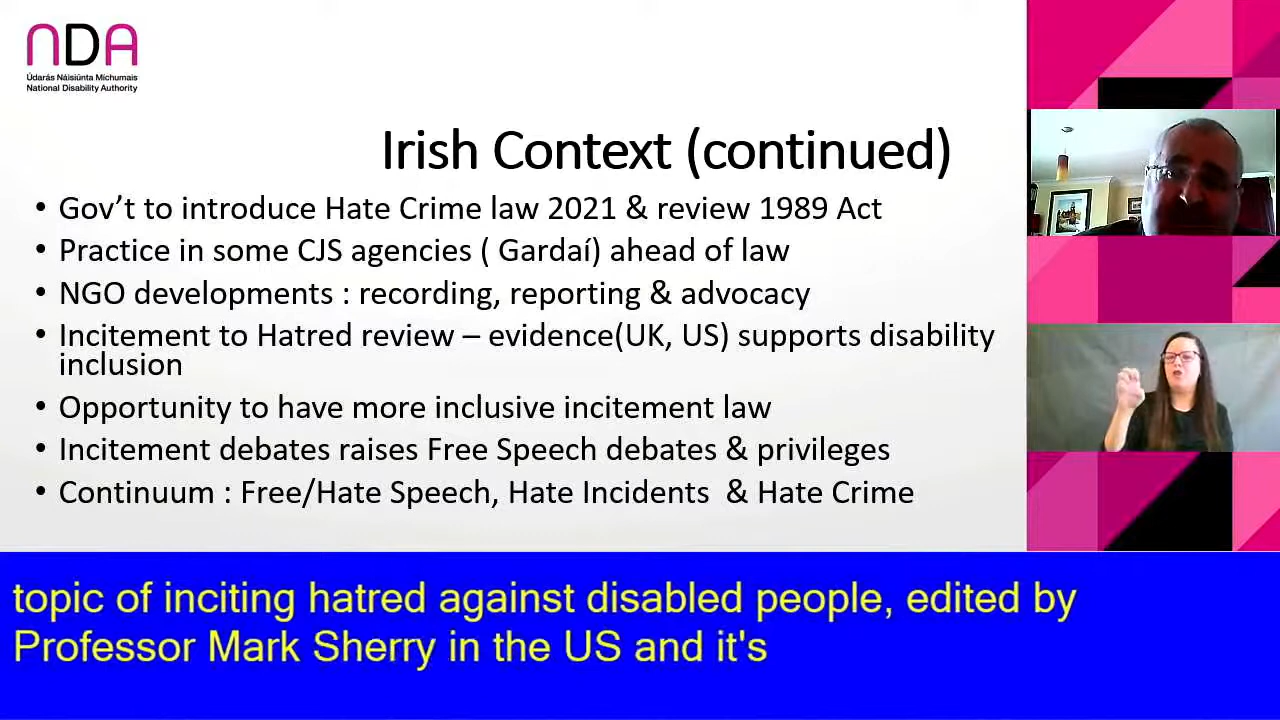 NDA
Údarás Náisiúnta Míchumais
National Disability Authority
Irish Context (continued)
• Gov’t to introduce Hate Crime law 2021 & review 1989 Act
• Practice in some CJS agencies ( Gardaí) ahead of law
• NGO developments : recording, reporting & advocacy
• Incitement to Hatred review – evidence(UK, US) supports disability
inclusion
• Opportunity to have more inclusive incitement law
• Incitement debates raises Free Speech debates & privileges
• Continuum : Free/Hate Speech, Hate Incidents  & Hate Crime
topic of inciting hatred against disabled people, edited by
Professor Mark Sherry in the US and it's